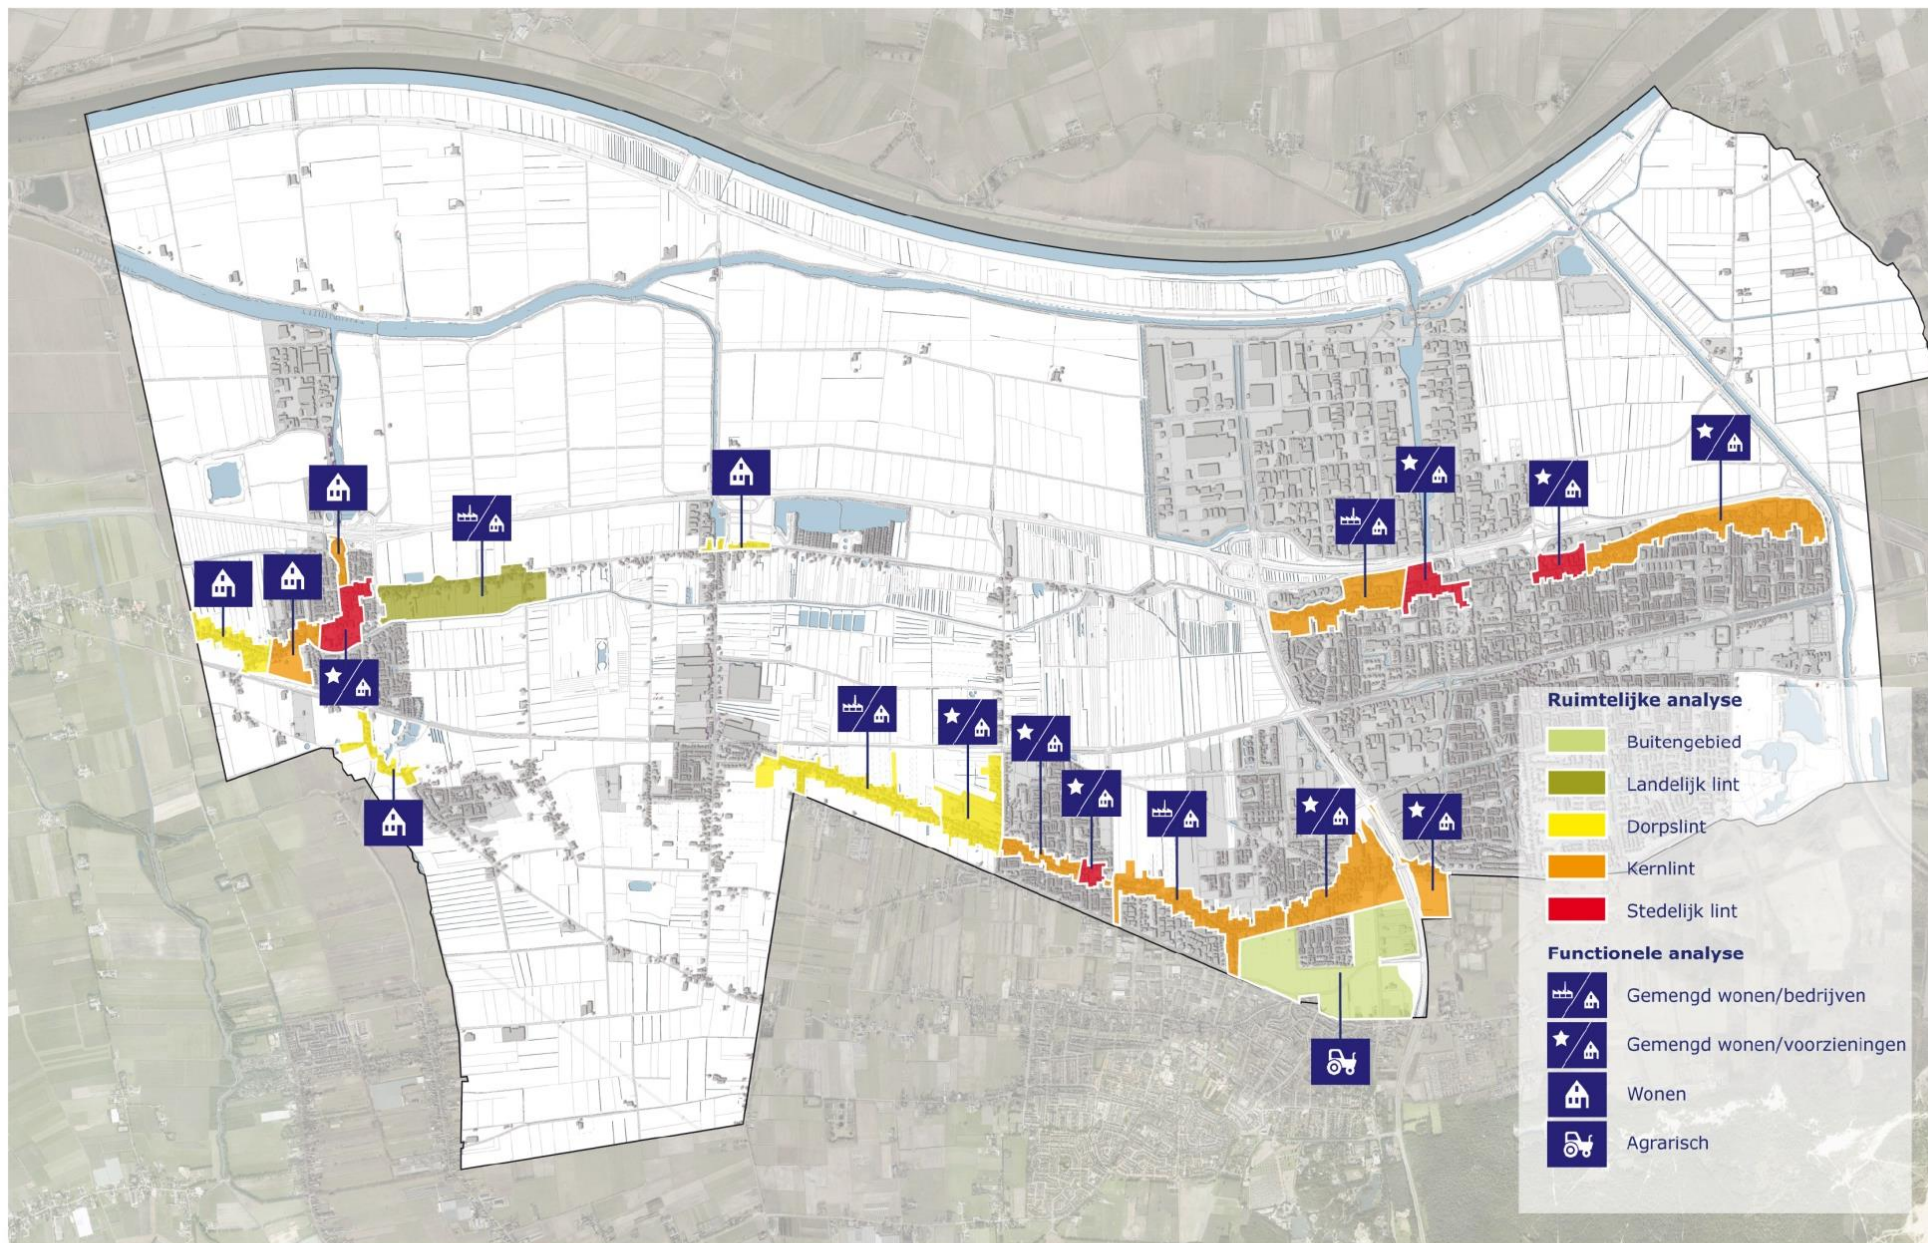 Ruimtelijke analyse
Buitengebied
Landelijk lint
Dorpslint
Kernlint
Stedelijk lint
Functionele analyse
Gemengd wonen/bedrijven
Gemengd wonen/voorzieningen
Wonen
Agrarisch